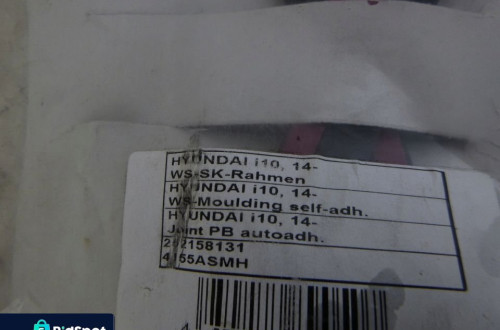 HYUNDAI i10, 14-
WS-SK-Rahmen
HYUNDAI i10, 14-
WS-Moulding self-adh.
HYUNDAI i10, 14-
Joint PB autoadh.
4155ASMH
BidSpot